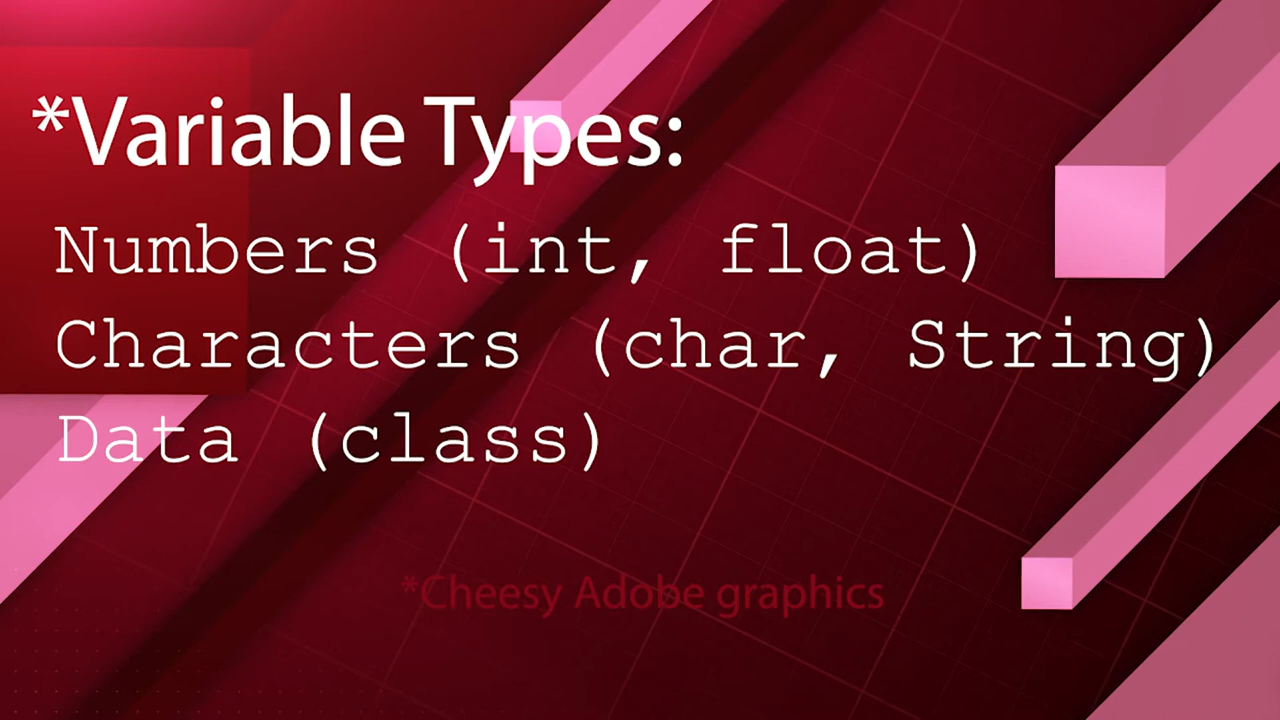 *Variable Types:
Numbers (int, float)
Characters (char, String)
Data (class)
*Cheesy Adobe graphics